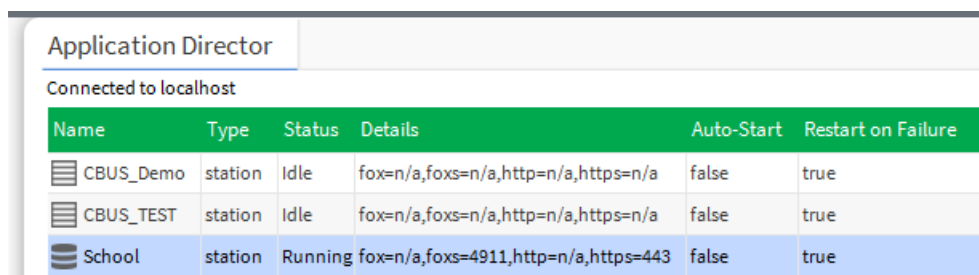 Application Director
Connected to localhost
Name Type Status Details Auto-Start Restart on Failure
CBUS_Demo station Idle fox=n/a,foxs=n/a,http=n/a,https=n/a false true
CBUS_TEST station Idle fox=n/a,foxs=n/a,http=n/a,https=n/a false true
School station Running fox=n/a,foxs=4911,http=n/a,https=443 false true